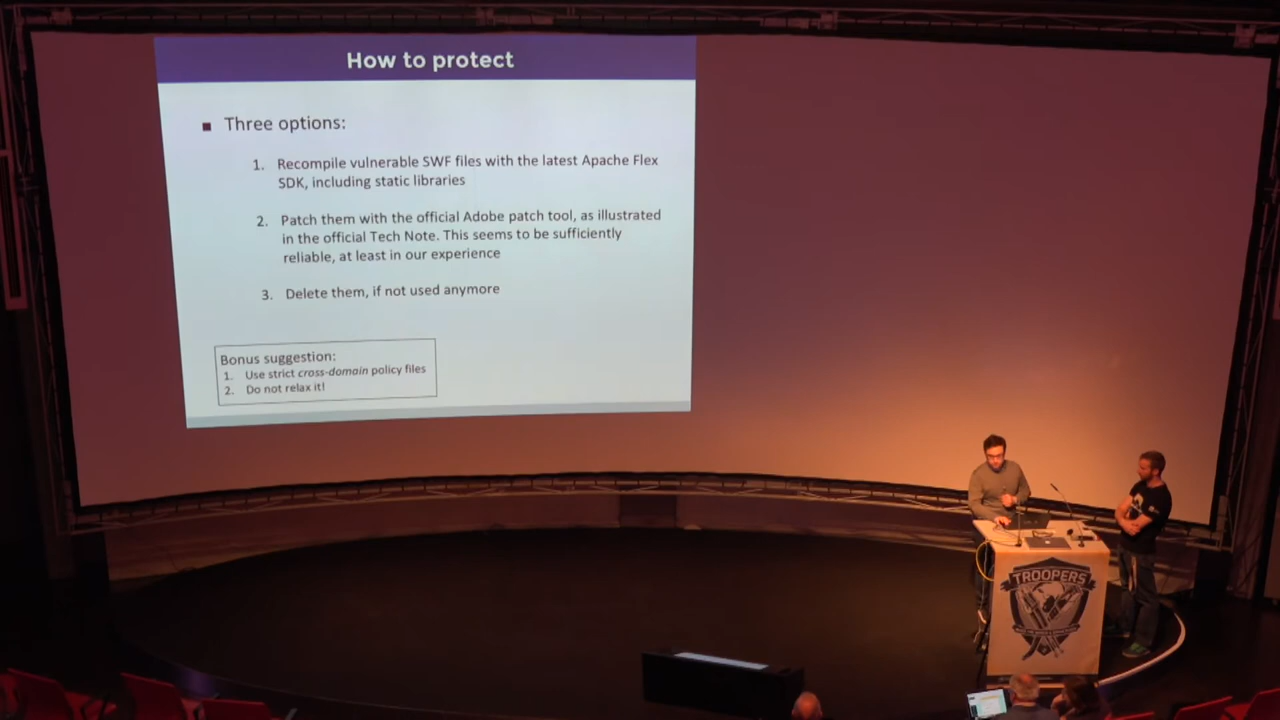 How to protect
■ Three options:
1. Recompile vulnerable SWF files with the latest Apache Flex
SDK, including static libraries
2. Patch them with the official Adobe patch tool, as illustrated
in the official Tech Note. This seems to be sufficiently
reliable, at least in our experience
3. Delete them, if not used anymore
Bonus suggestion:
1. Use strict cross-domain policy files
2. Do not relax it!
TROOPERS